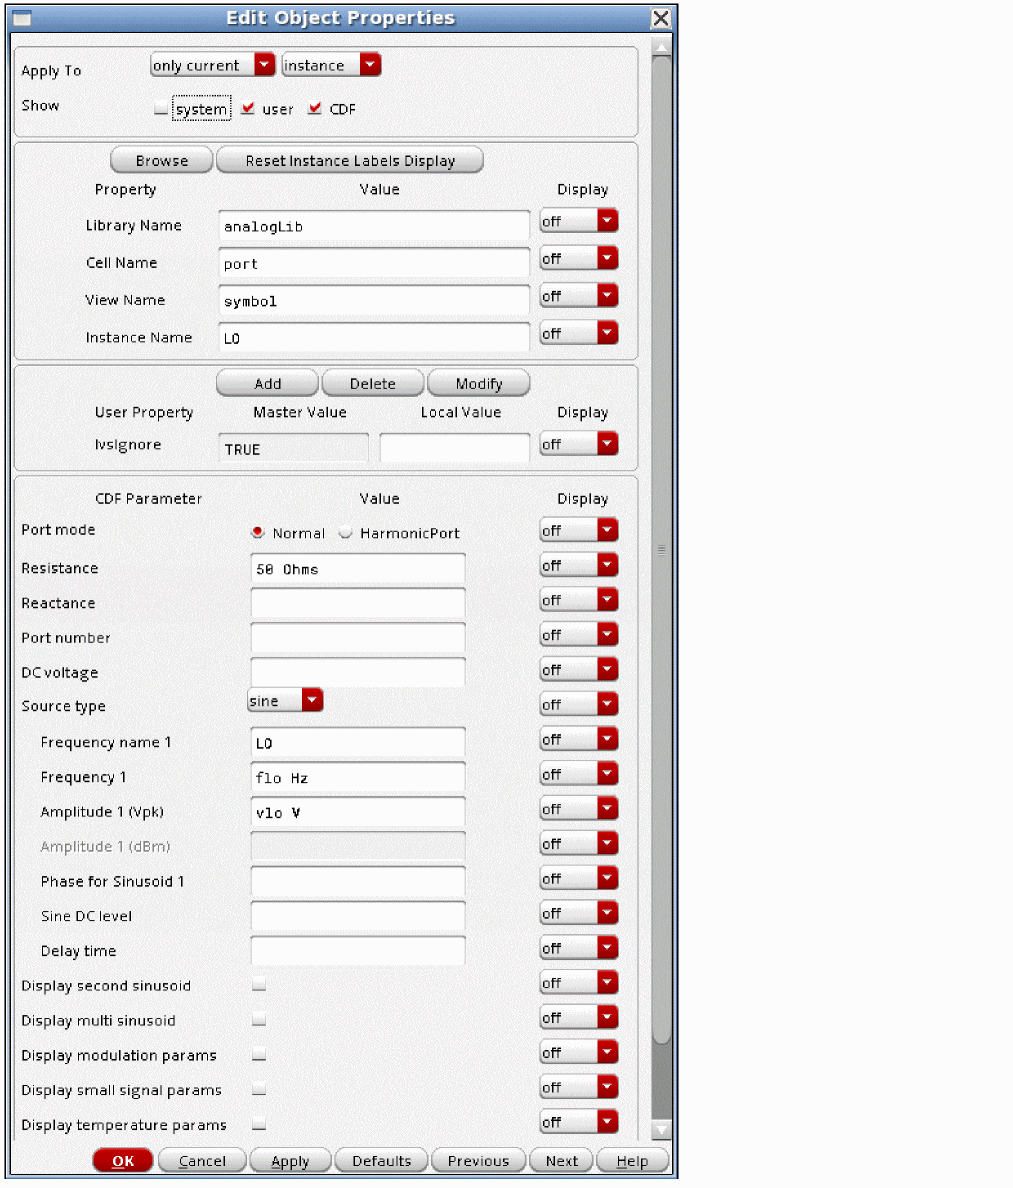 Edit Object Properties
Apply To only current instance
Show system user CDF
Browse Reset Instance Labels Display
Property Value Display
Library Name analogLib off
Cell Name port off
View Name symbol off
Instance Name LO off
Add Delete Modify
User Property Master Value Local Value Display
lvsIgnore TRUE off
CDF Parameter Value Display
Port mode Normal HarmonicPort off
Resistance 50 Ohms off
Reactance off
Port number off
DC voltage off
Source type sine off
Frequency name 1 LO off
Frequency 1 flo Hz off
Amplitude 1 (Vpk) vlo V off
Amplitude 1 (dBm) off
Phase for Sinusoid 1 off
Sine DC level off
Delay time off
Display second sinusoid off
Display multi sinusoid off
Display modulation params off
Display small signal params off
Display temperature params off
OK Cancel Apply Defaults Previous Next Help